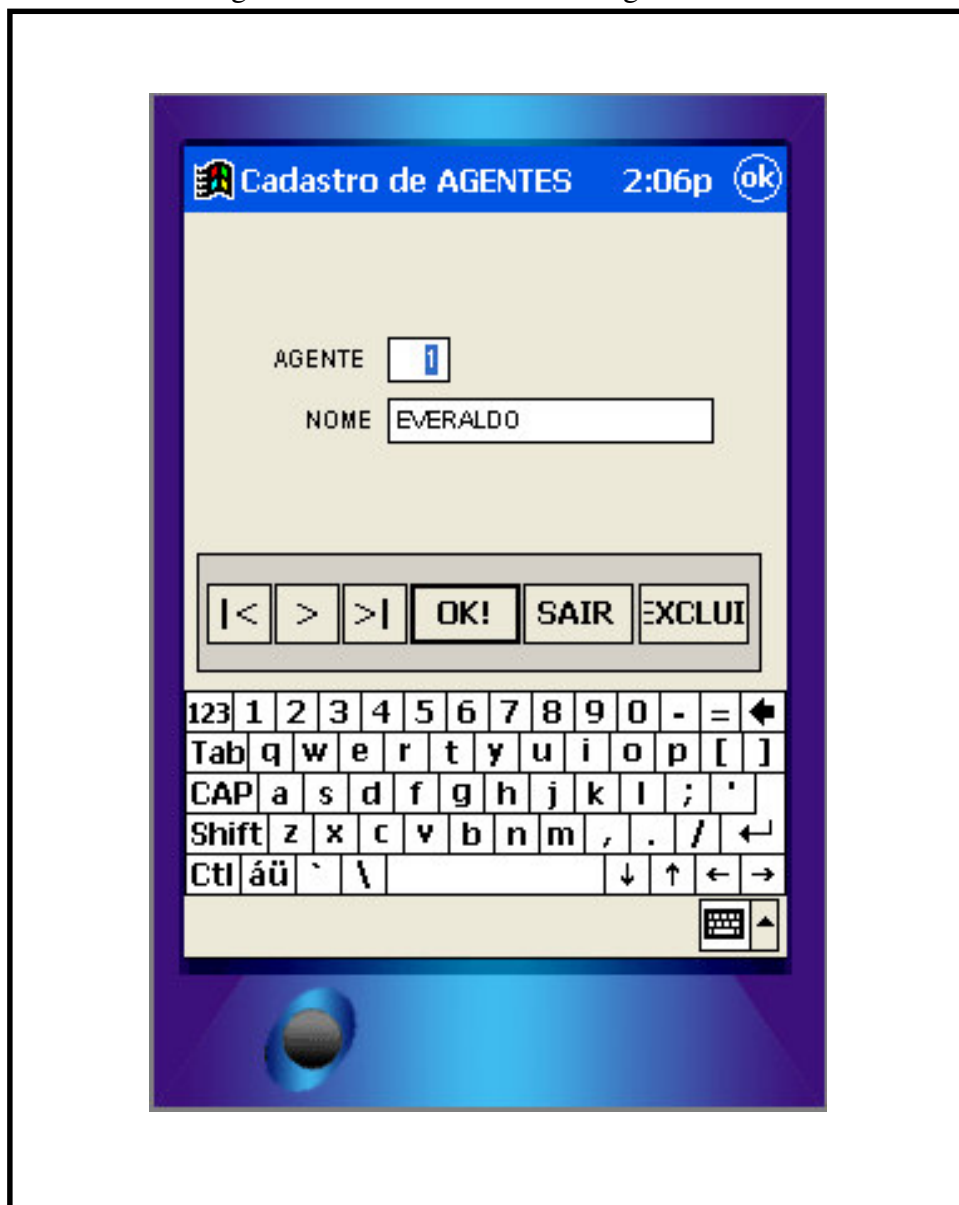 Cadastro de AGENTES 2:06p ok
AGENTE 1
NOME EVERALDO
|< > >| OK! SAIR EXCLUI
123 1 2 3 4 5 6 7 8 9 0 - =
Tab q w e r t y u i o p [ ]
CAP a s d f g h j k l ; '
Shift z x c v b n m , . / ↵
Ctl áü ` \ ↓ ↑ ← →